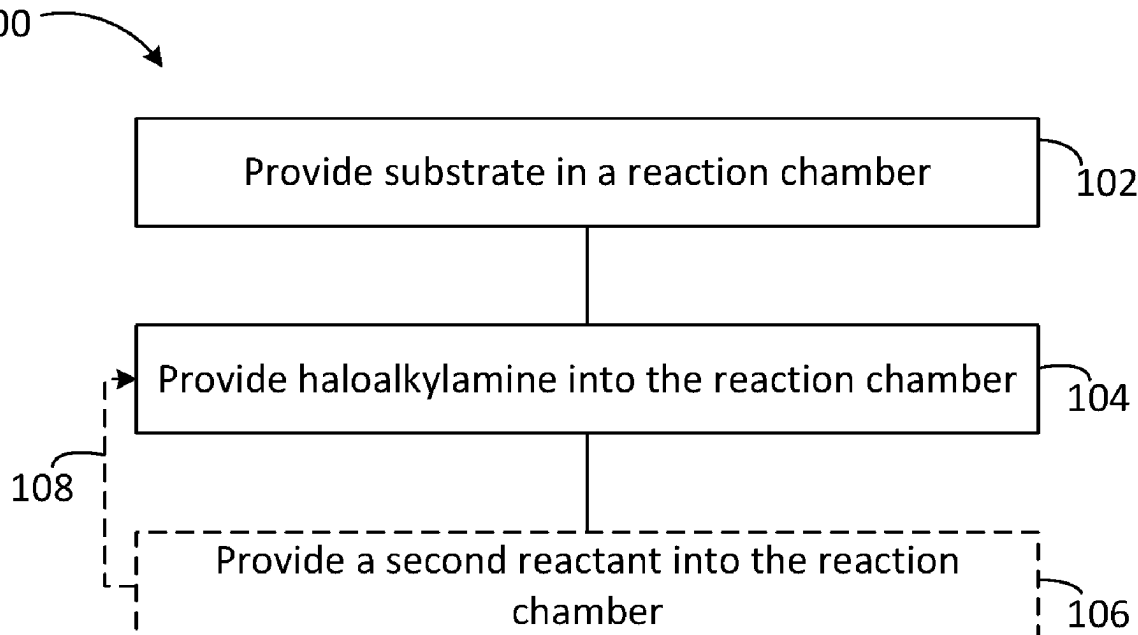 00
Provide substrate in a reaction chamber
102
Provide haloalkylamine into the reaction chamber
104
108
Provide a second reactant into the reaction
chamber
106